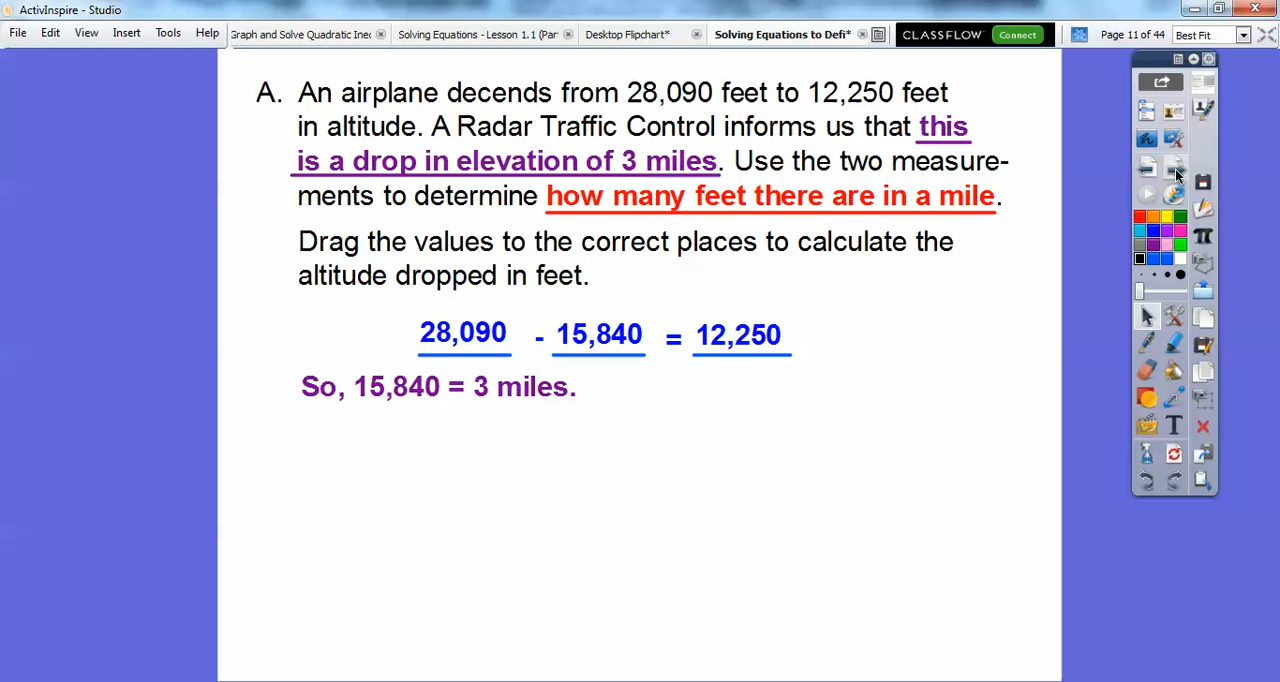 ActivInspire - Studio
File Edit View Insert Tools Help
Graph and Solve Quadratic Ine
Solving Equations - Lesson 1.1 (Par
Desktop Flipchart*
Solving Equations to Defi*
CLASSFLOW Connect
Page 11 of 44
Best Fit
A. An airplane decends from 28,090 feet to 12,250 feet
in altitude. A Radar Traffic Control informs us that this
is a drop in elevation of 3 miles. Use the two measure-
ments to determine how many feet there are in a mile.
Drag the values to the correct places to calculate the
altitude dropped in feet.
28,090 - 15,840 = 12,250
So, 15,840 = 3 miles.